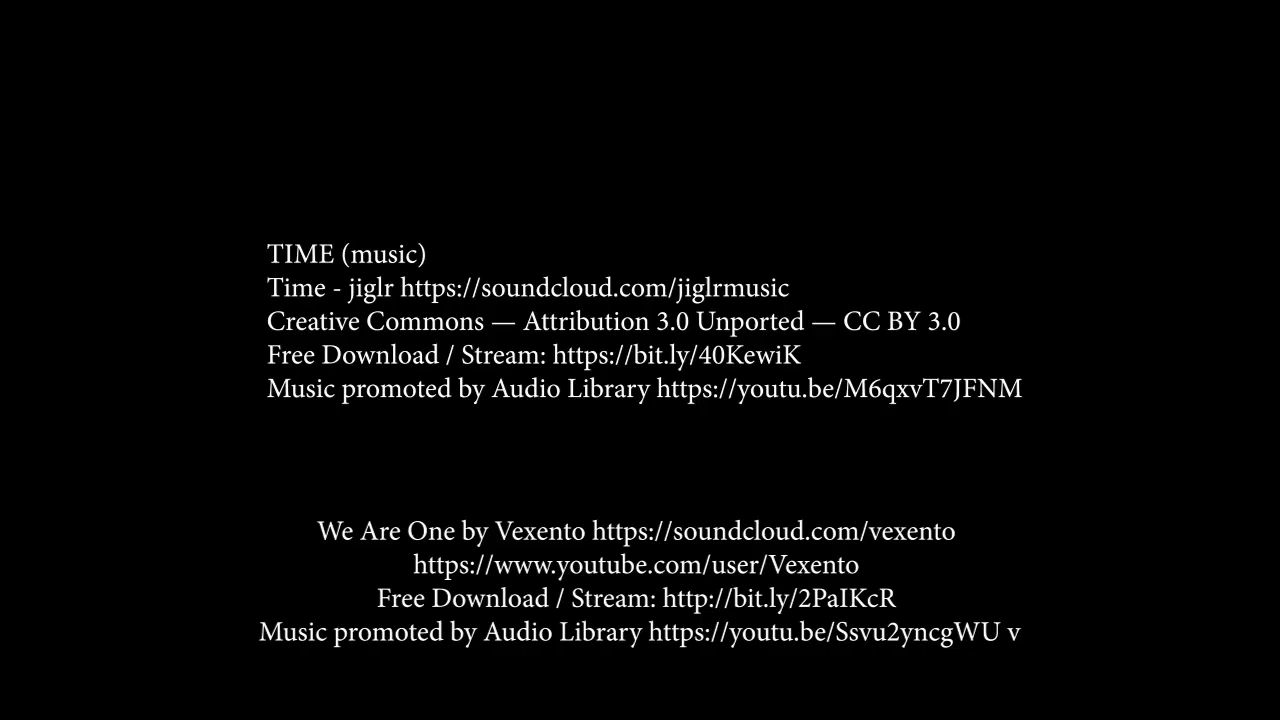 TIME (music)
Time - jiglr https://soundcloud.com/jiglrmusic
Creative Commons — Attribution 3.0 Unported — CC BY 3.0
Free Download / Stream: https://bit.ly/40KewiK
Music promoted by Audio Library https://youtu.be/M6qxvT7JFNM
We Are One by Vexento https://soundcloud.com/vexento
https://www.youtube.com/user/Vexento
Free Download / Stream: http://bit.ly/2PaIKcR
Music promoted by Audio Library https://youtu.be/Ssvu2yncgWU v